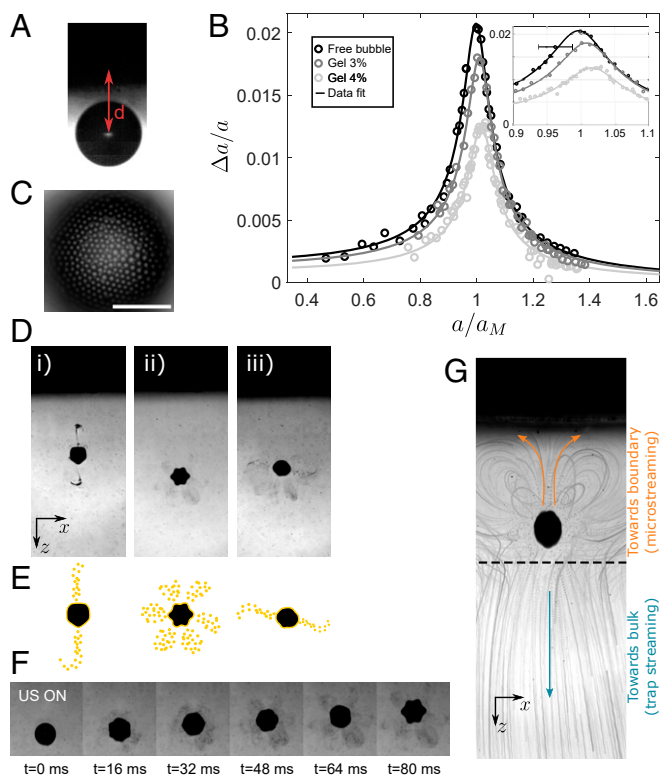 A
d
B
Δa/a
0.02
0.015
0.01
0.005
0
Free bubble
Gel 3%
Gel 4%
Data fit
0.02
0
0.9
0.95
1
1.05
1.1
0.4
0.6
0.8
1
1.2
1.4
1.6
a/a_M
C
D
i)
ii)
iii)
x
z
E
F
US ON
t=0 ms
t=16 ms
t=32 ms
t=48 ms
t=64 ms
t=80 ms
G
Towards boundary
(microstreaming)
Towards bulk
(trap streaming)
x
z